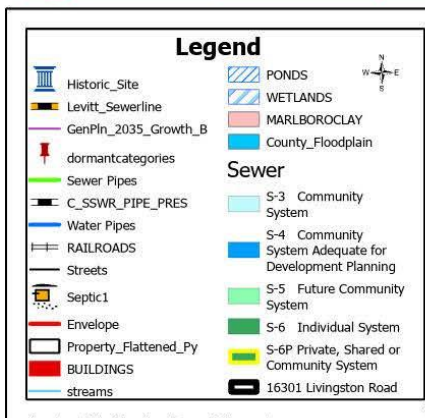 Legend
Historic_Site
Levitt_Sewerline
GenPln_2035_Growth_B
dormantcategories
Sewer Pipes
C_SSWR_PIPE_PRES
Water Pipes
RAILROADS
Streets
Septic1
Envelope
Property_Flattened_Py
BUILDINGS
streams
N
W E
S
PONDS
WETLANDS
MARLBOROCLAY
County_Floodplain
Sewer
S-3 Community
System
S-4 Community
System Adequate for
Development Planning
S-5 Future Community
System
S-6 Individual System
S-6P Private, Shared or
Community System
16301 Livingston Road